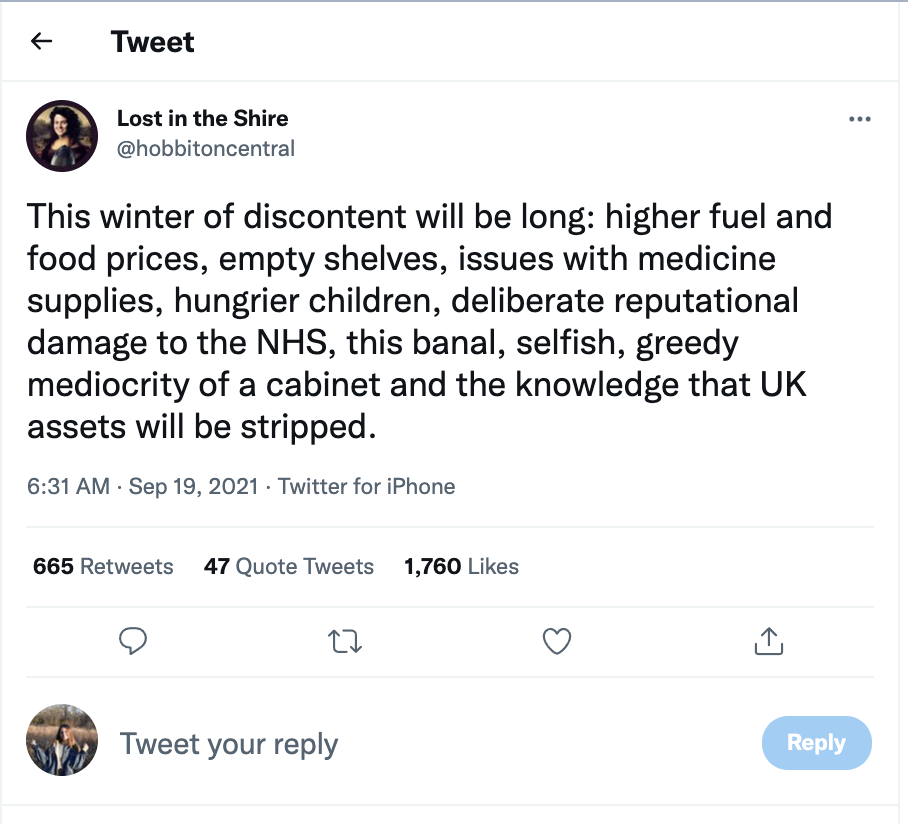 Tweet
Lost in the Shire
@hobbitoncentral
This winter of discontent will be long: higher fuel and
food prices, empty shelves, issues with medicine
supplies, hungrier children, deliberate reputational
damage to the NHS, this banal, selfish, greedy
mediocrity of a cabinet and the knowledge that UK
assets will be stripped.
6:31 AM · Sep 19, 2021 · Twitter for iPhone
665 Retweets 47 Quote Tweets 1,760 Likes
Tweet your reply
Reply